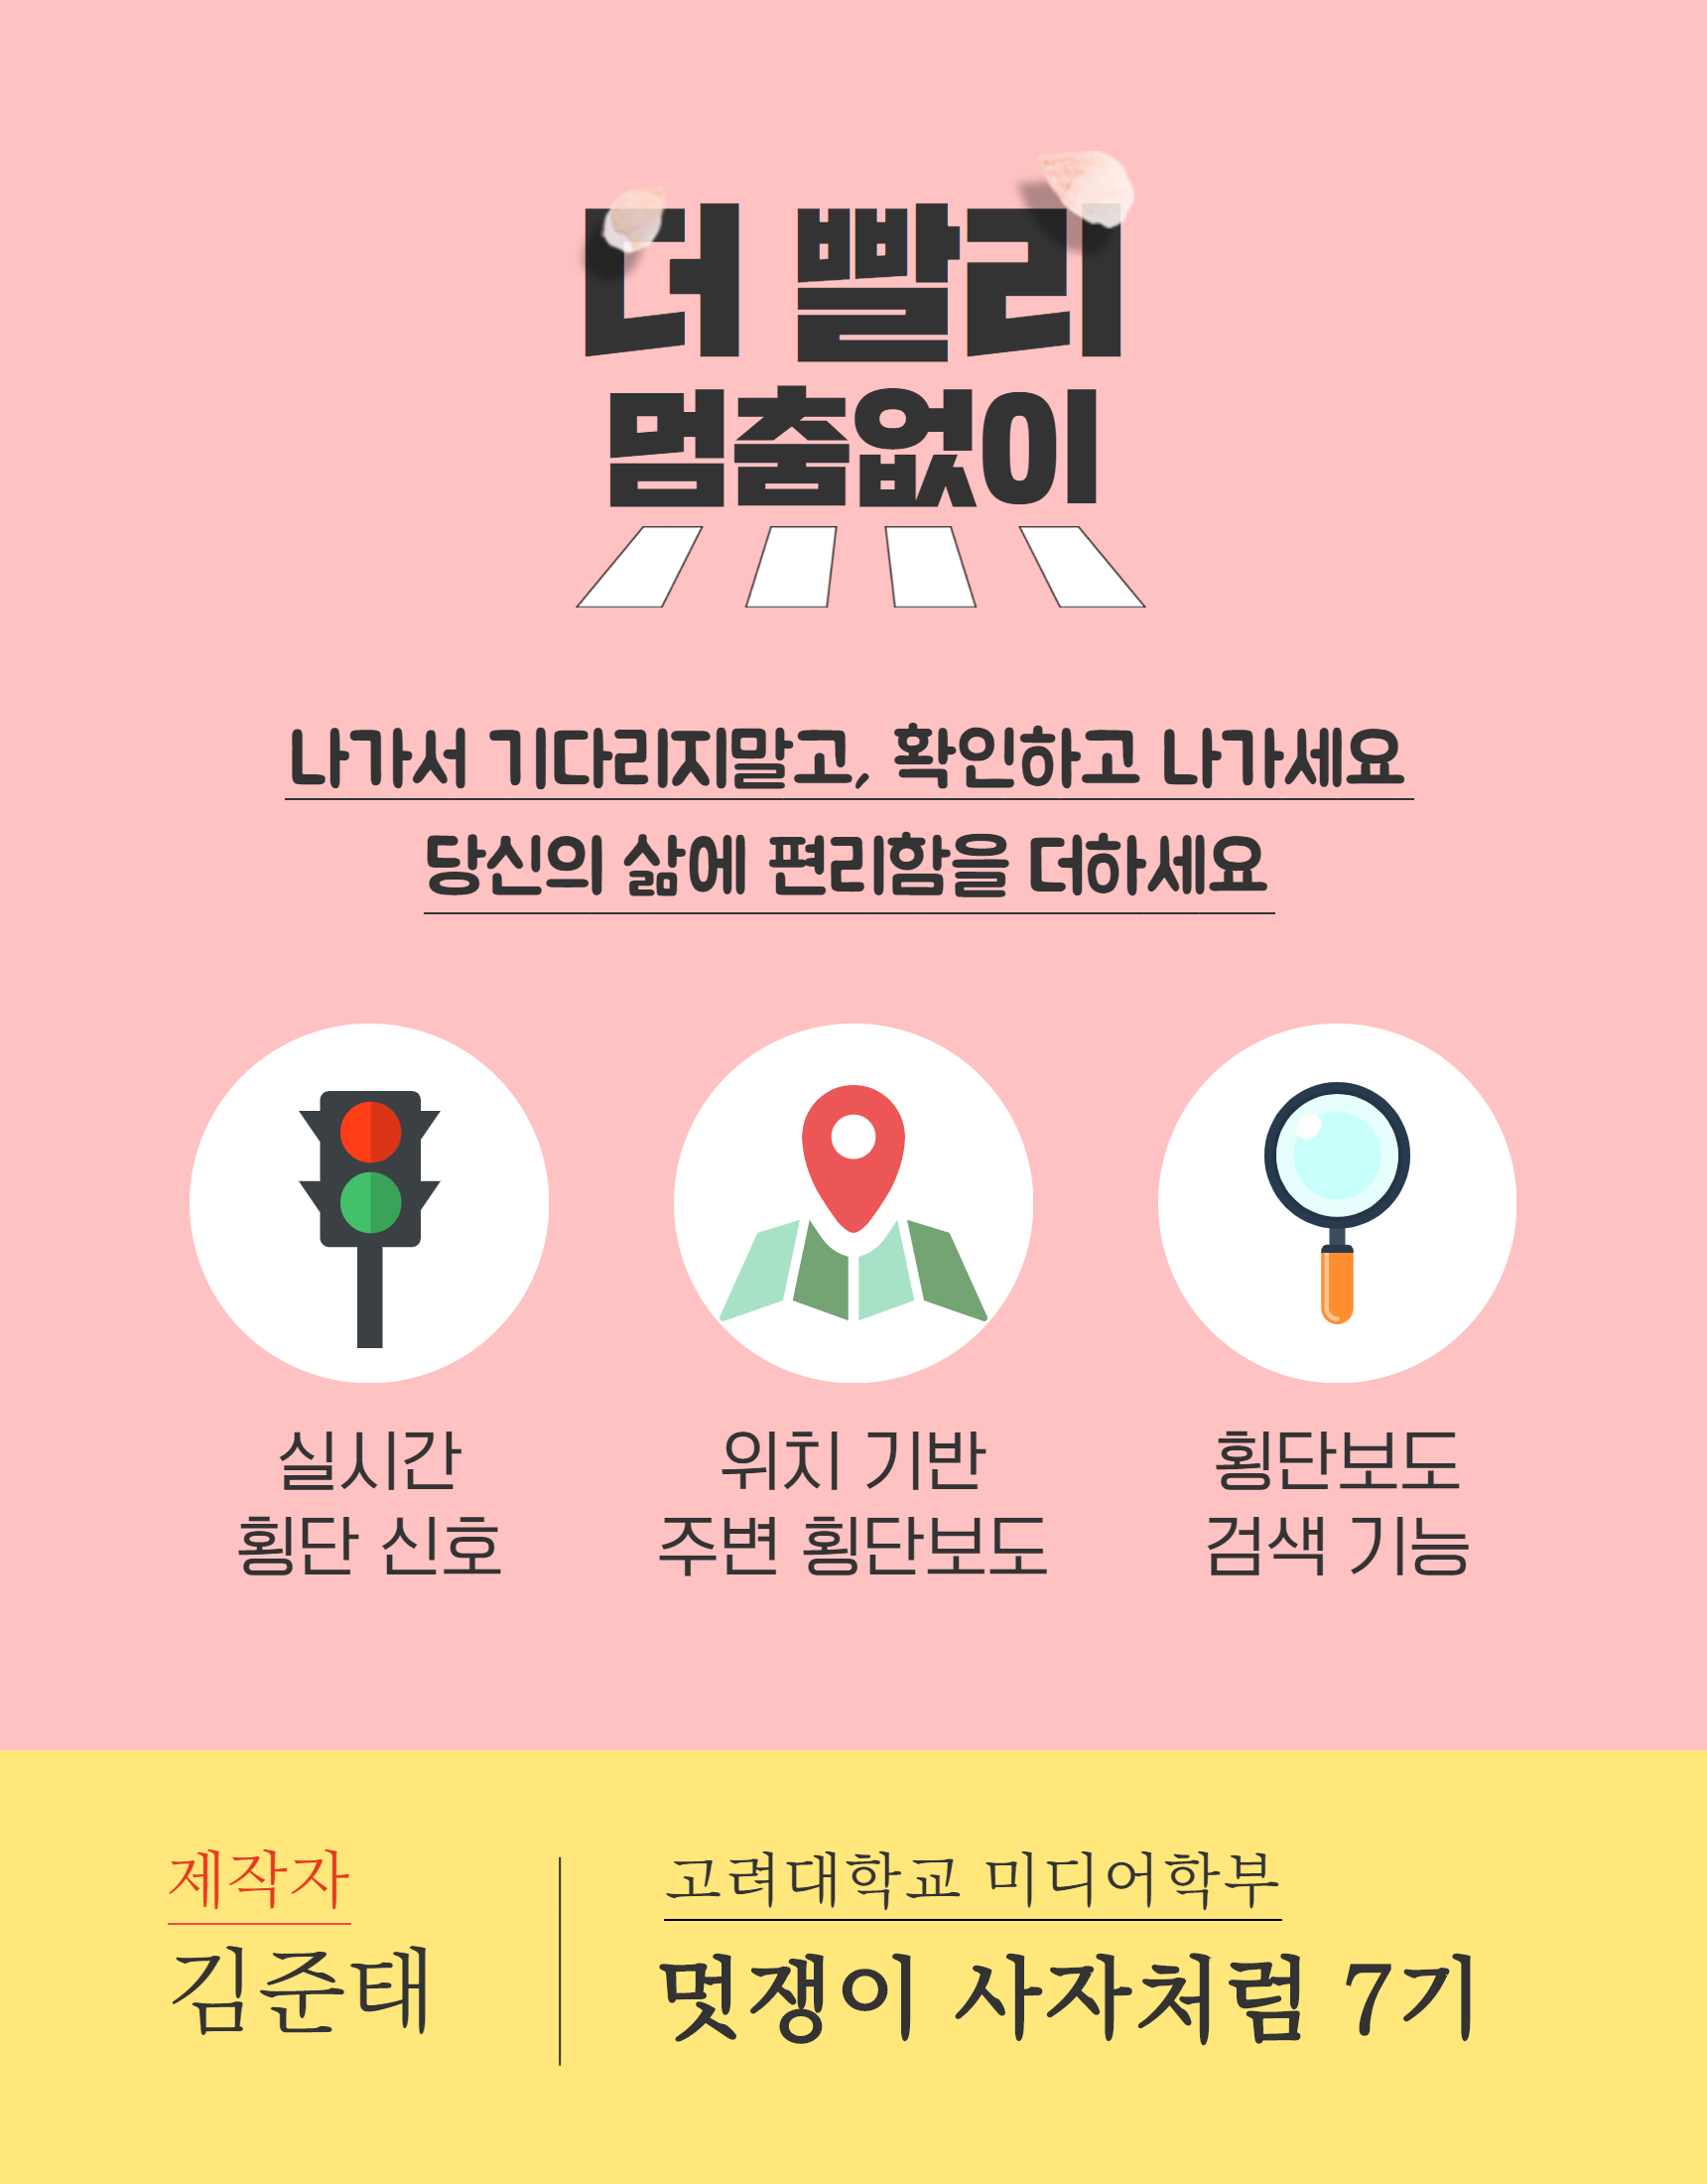 더 빨리
멈춤없이
나가서 기다리지말고, 확인하고 나가세요
당신의 삶에 편리함을 더하세요
실시간
횡단 신호
위치 기반
주변 횡단보도
횡단보도
검색 기능
제작자
김준태
고려대학교 미디어학부
멋쟁이 사자처럼 7기